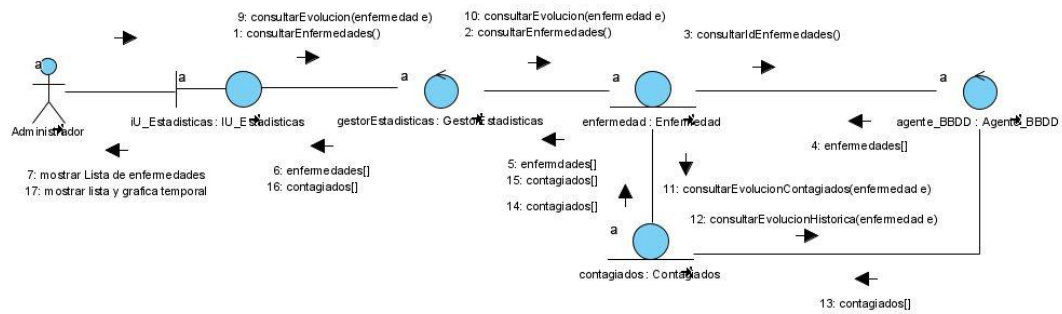 9: consultarEvolucion(enfermedad e)
1: consultarEnfermedades()
10: consultarEvolucion(enfermedad e)
2: consultarEnfermedades()
3: consultarIdEnfermedades()
a
a
a
a
a
Administrador
iU_Estadisticas : IU_Estadisticas
gestorEstadisticas : GestorEstadisticas
enfermedad : Enfermedad
agente_BBDD : Agente_BBDD
7: mostrar Lista de enfermedades
17: mostrar lista y grafica temporal
6: enfermedades[]
16: contagiados[]
5: enfermdades[]
15: contagiados[]
14: contagiados[]
4: enfermedades[]
11: consultarEvolucionContagiados(enfermedad e)
12: consultarEvolucionHistorica(enfermedad e)
a
contagiados : Contagiados
13: contagiados[]